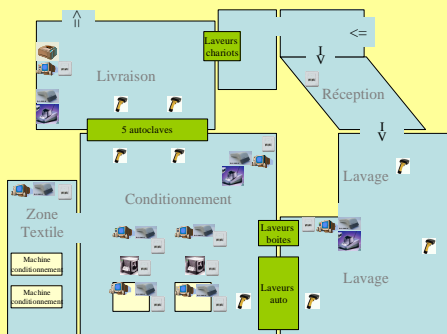 <=
Laveurs
chariots
<=
Livraison
Réception
5 autoclaves
Lavage
Conditionnement
Zone
Textile
Laveurs
boites
Machine
conditionnement
Lavage
Laveurs
auto
Machine
conditionnement